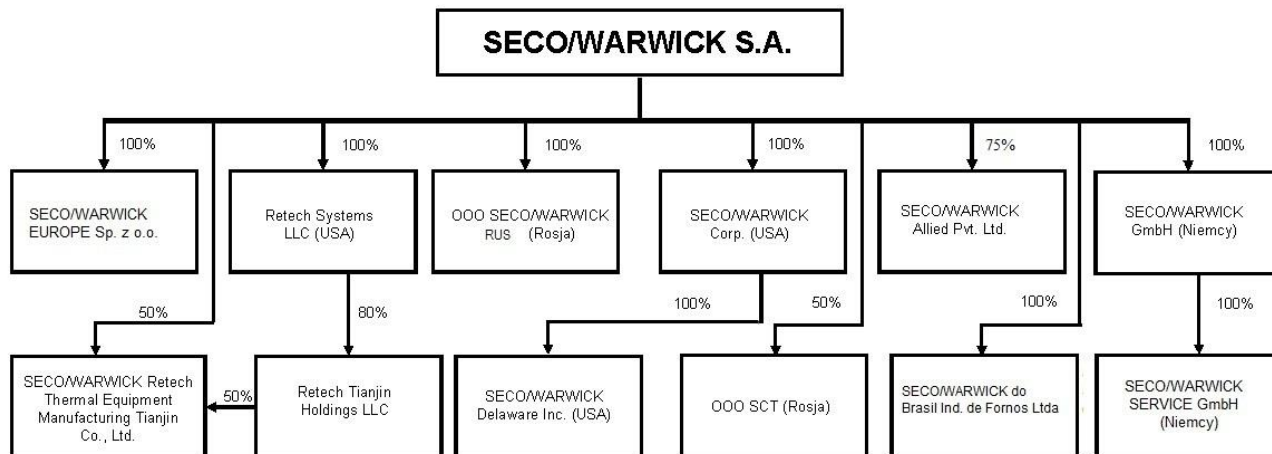 SECO/WARWICK S.A.
100%
100%
100%
100%
75%
100%
SECO/WARWICK
EUROPE Sp. z o.o.
Retech Systems
LLC (USA)
OOO SECO/WARWICK
RUS (Rosja)
SECO/WARWICK
Corp. (USA)
SECO/WARWICK
Allied Pvt. Ltd.
SECO/WARWICK
GmbH (Niemcy)
50%
80%
100%
50%
100%
100%
SECO/WARWICK Retech
Thermal Equipment
Manufacturing Tianjin
Co., Ltd.
50%
Retech Tianjin
Holdings LLC
SECO/WARWICK
Delaware Inc. (USA)
OOO SCT (Rosja)
SECO/WARWICK do
Brasil Ind. de Fornos Ltda
SECO/WARWICK
SERVICE GmbH
(Niemcy)